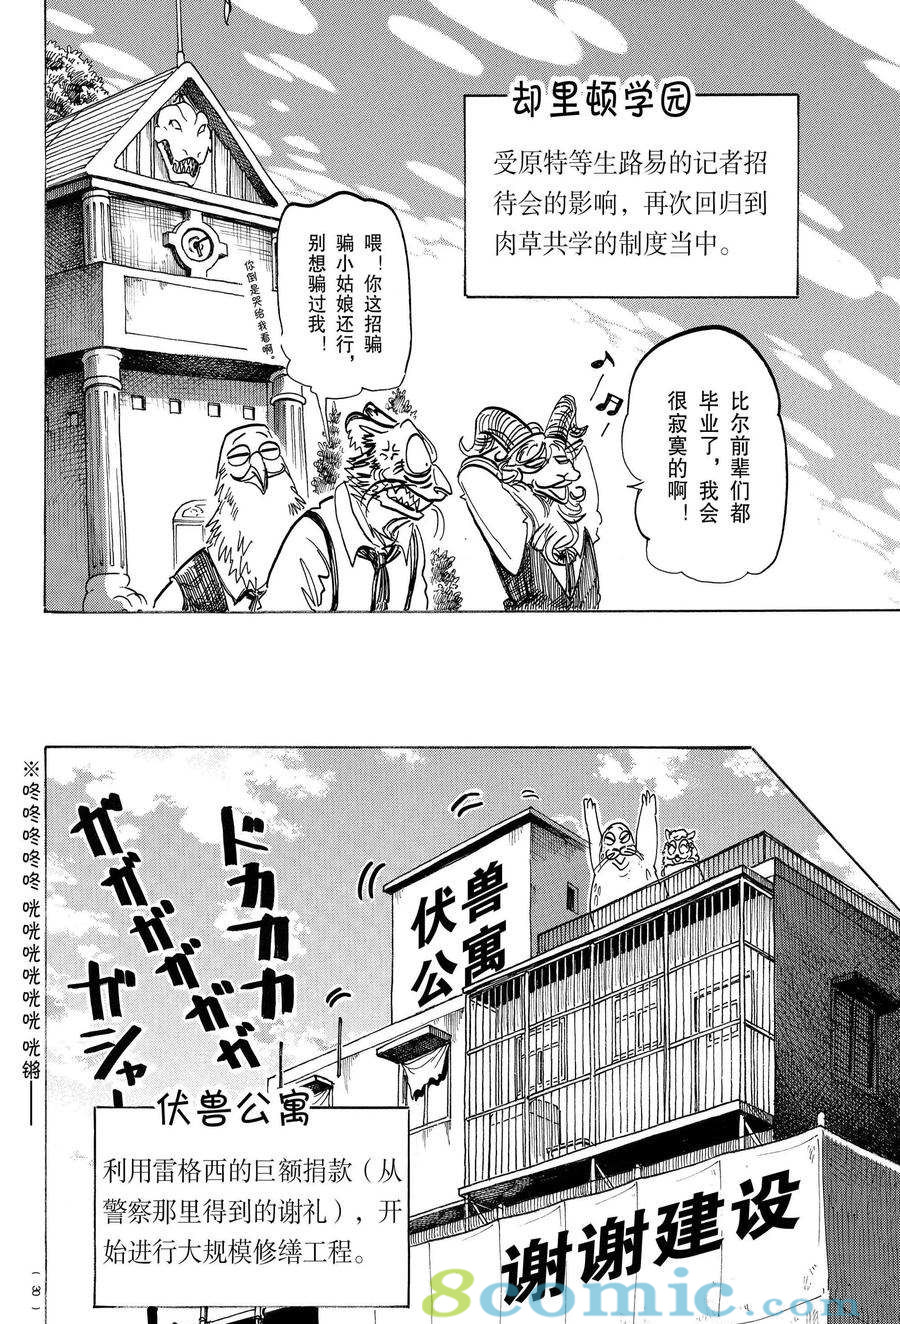 却里顿学园
受原特等生路易的记者招
待会的影响，再次回归到
肉草共学的制度当中。
比尔前辈们都
毕业了，我会
很寂寞的啊！
喂！你这招骗
骗小姑娘还行，
别想骗过我！
你倒是哭给我看啊。
※咚咚咚咚咚咣咣咣咣咣咣锵——
ドカカカ
ガガガガガガ
ガシャー
伏兽
公寓
伏兽公寓
利用雷格西的巨额捐款（从
警察那里得到的谢礼），开
始进行大规模修缮工程。
谢谢建设
（8）
8comic.com